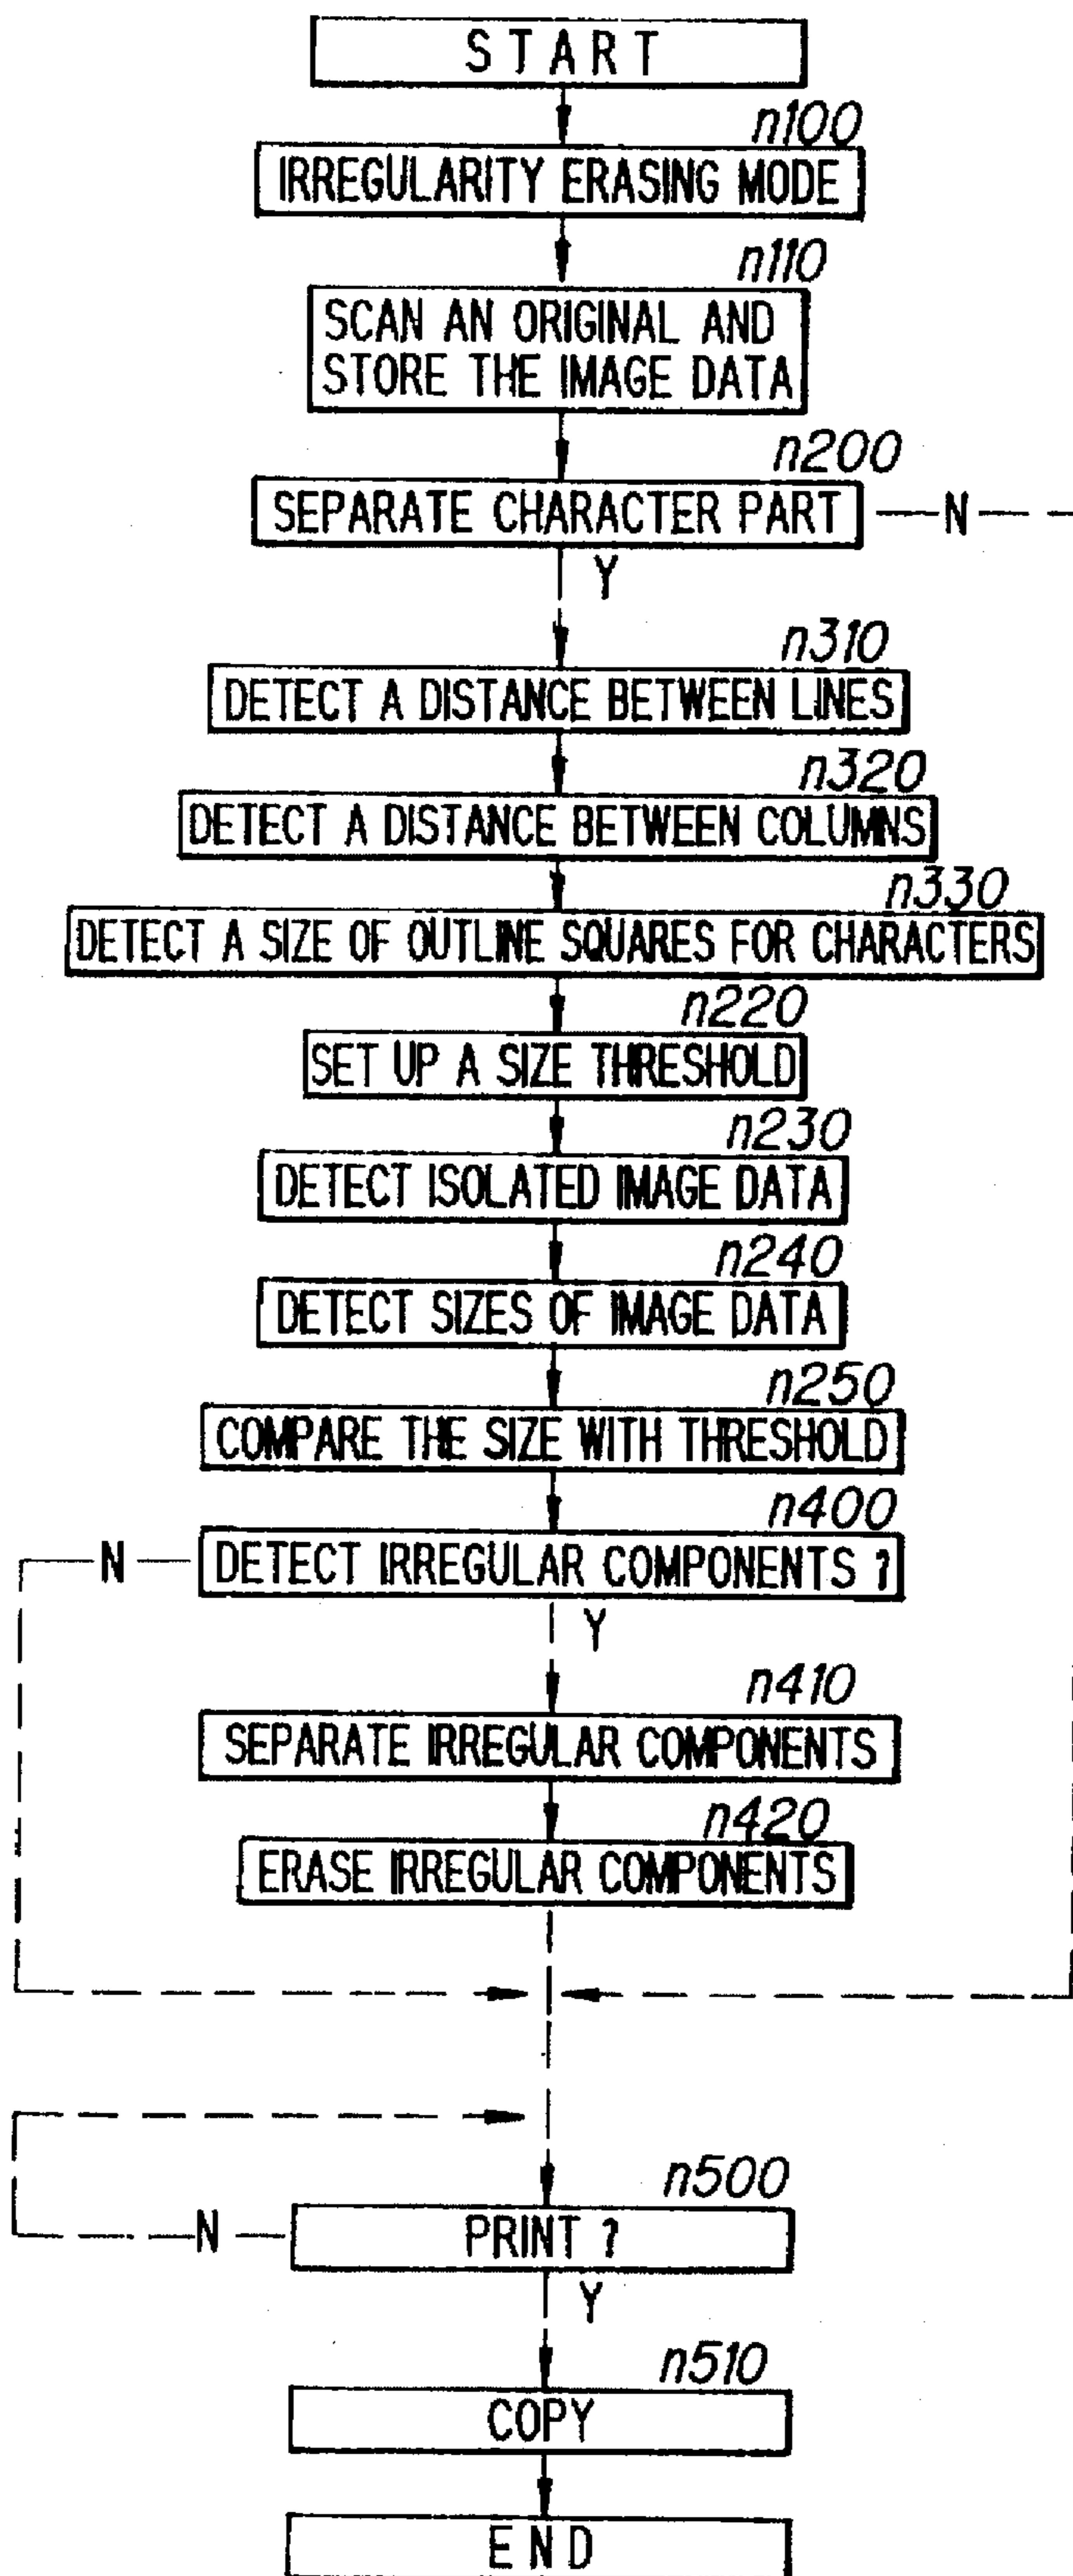 START
n100
IRREGULARITY ERASING MODE
n110
SCAN AN ORIGINAL AND
STORE THE IMAGE DATA
n200
SEPARATE CHARACTER PART N
Y
n310
DETECT A DISTANCE BETWEEN LINES
n320
DETECT A DISTANCE BETWEEN COLUMNS
n330
DETECT A SIZE OF OUTLINE SQUARES FOR CHARACTERS
n220
SET UP A SIZE THRESHOLD
n230
DETECT ISOLATED IMAGE DATA
n240
DETECT SIZES OF IMAGE DATA
n250
COMPARE THE SIZE WITH THRESHOLD
n400
N DETECT IRREGULAR COMPONENTS ?
Y
n410
SEPARATE IRREGULAR COMPONENTS
n420
ERASE IRREGULAR COMPONENTS
n500
N PRINT ?
Y
n510
COPY
END